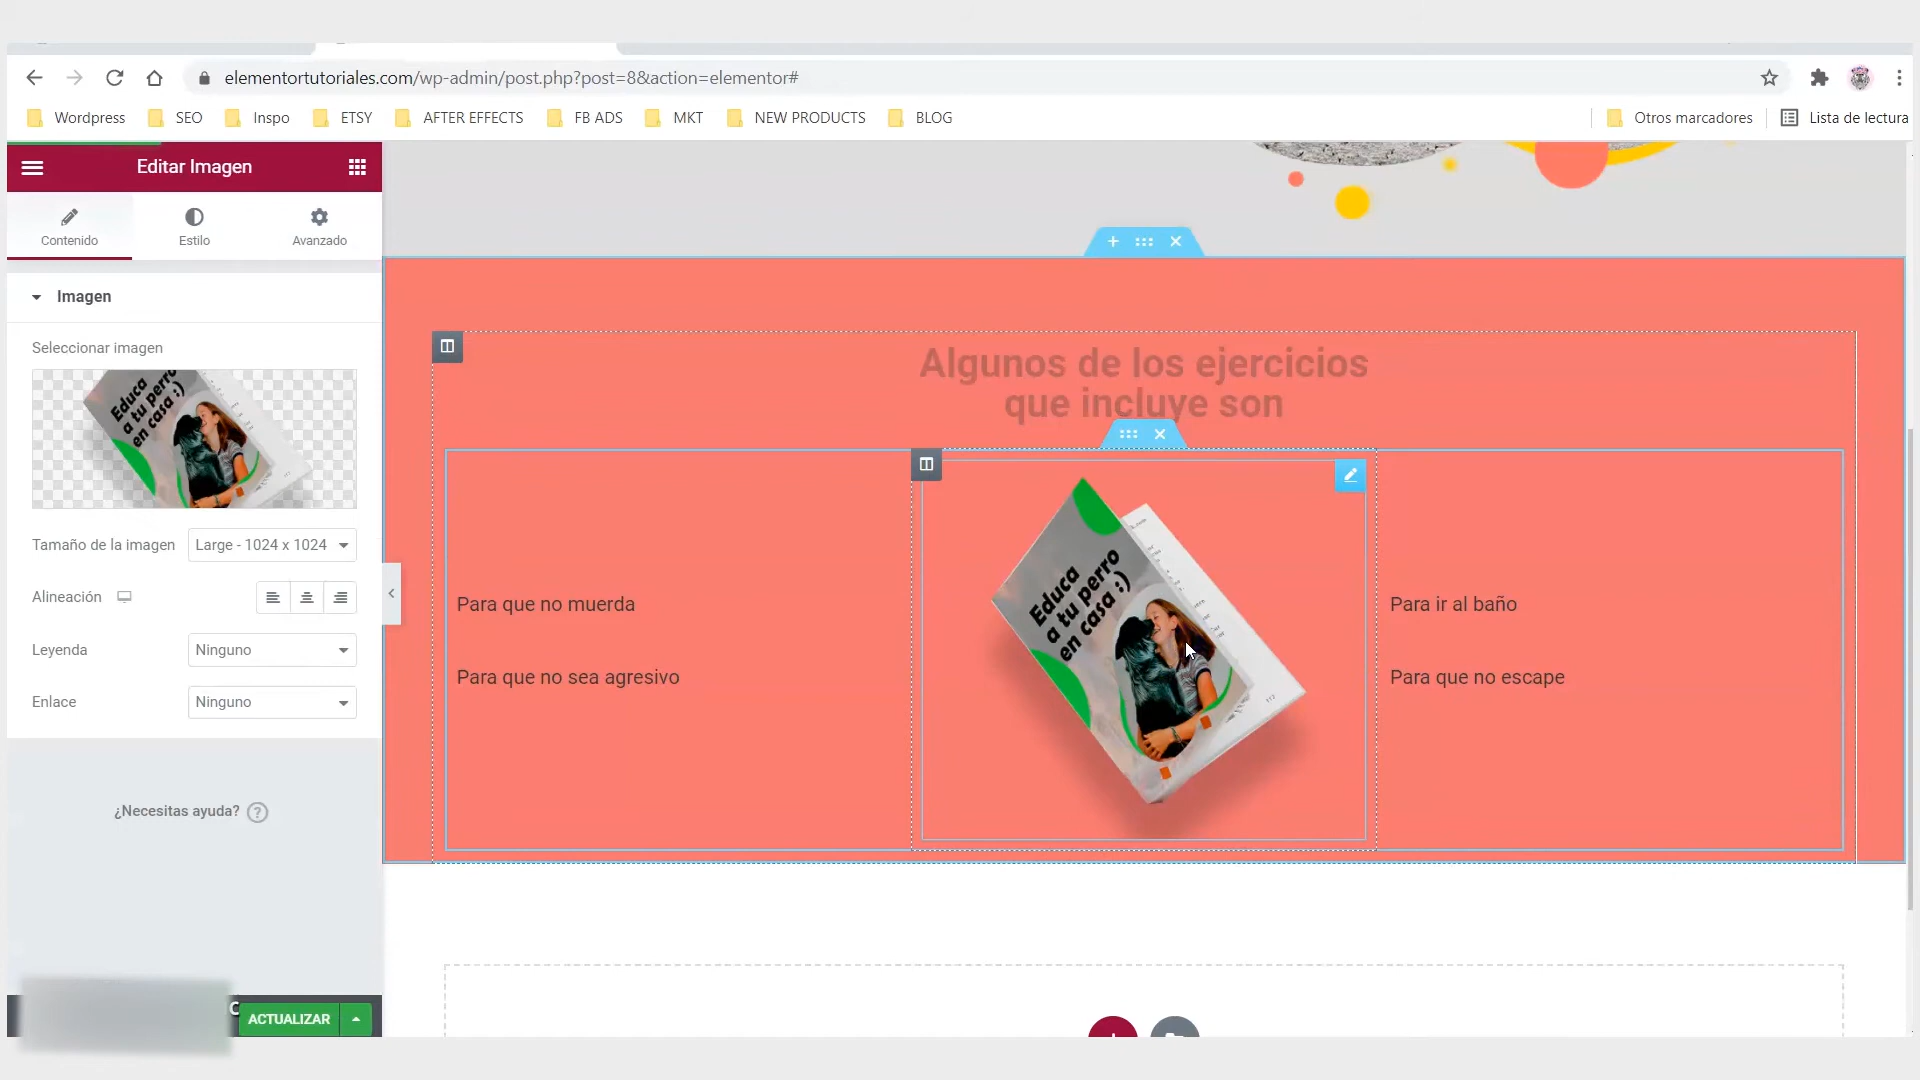 elementortutoriales.com/wp-admin/post.php?post=8&action=elementor#
Wordpress SEO Inspo ETSY AFTER EFFECTS FB ADS MKT NEW PRODUCTS BLOG Otros marcadores Lista de lectura
Editar Imagen
Contenido Estilo Avanzado
Imagen
Seleccionar imagen
Educa
a tu perro
en casa :)
Tamaño de la imagen Large - 1024 x 1024
Alineación
Leyenda Ninguno
Enlace Ninguno
¿Necesitas ayuda? ?
ACTUALIZAR
Algunos de los ejercicios
que incluye son
Para que no muerda
Para que no sea agresivo
Educa
a tu perro
en casa :)
Para ir al baño
Para que no escape